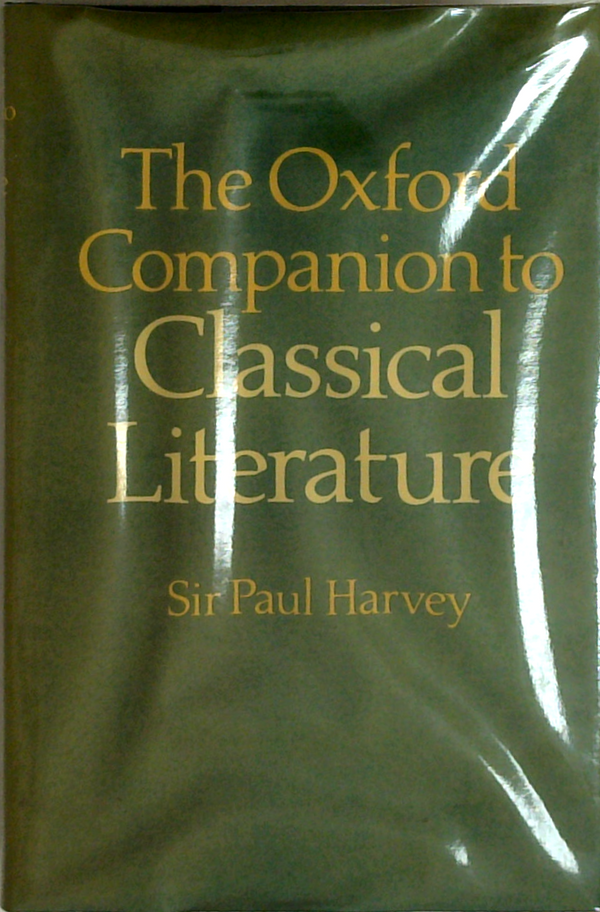 The Oxford
Companion to
Classical
Literature
Sir Paul Harvey